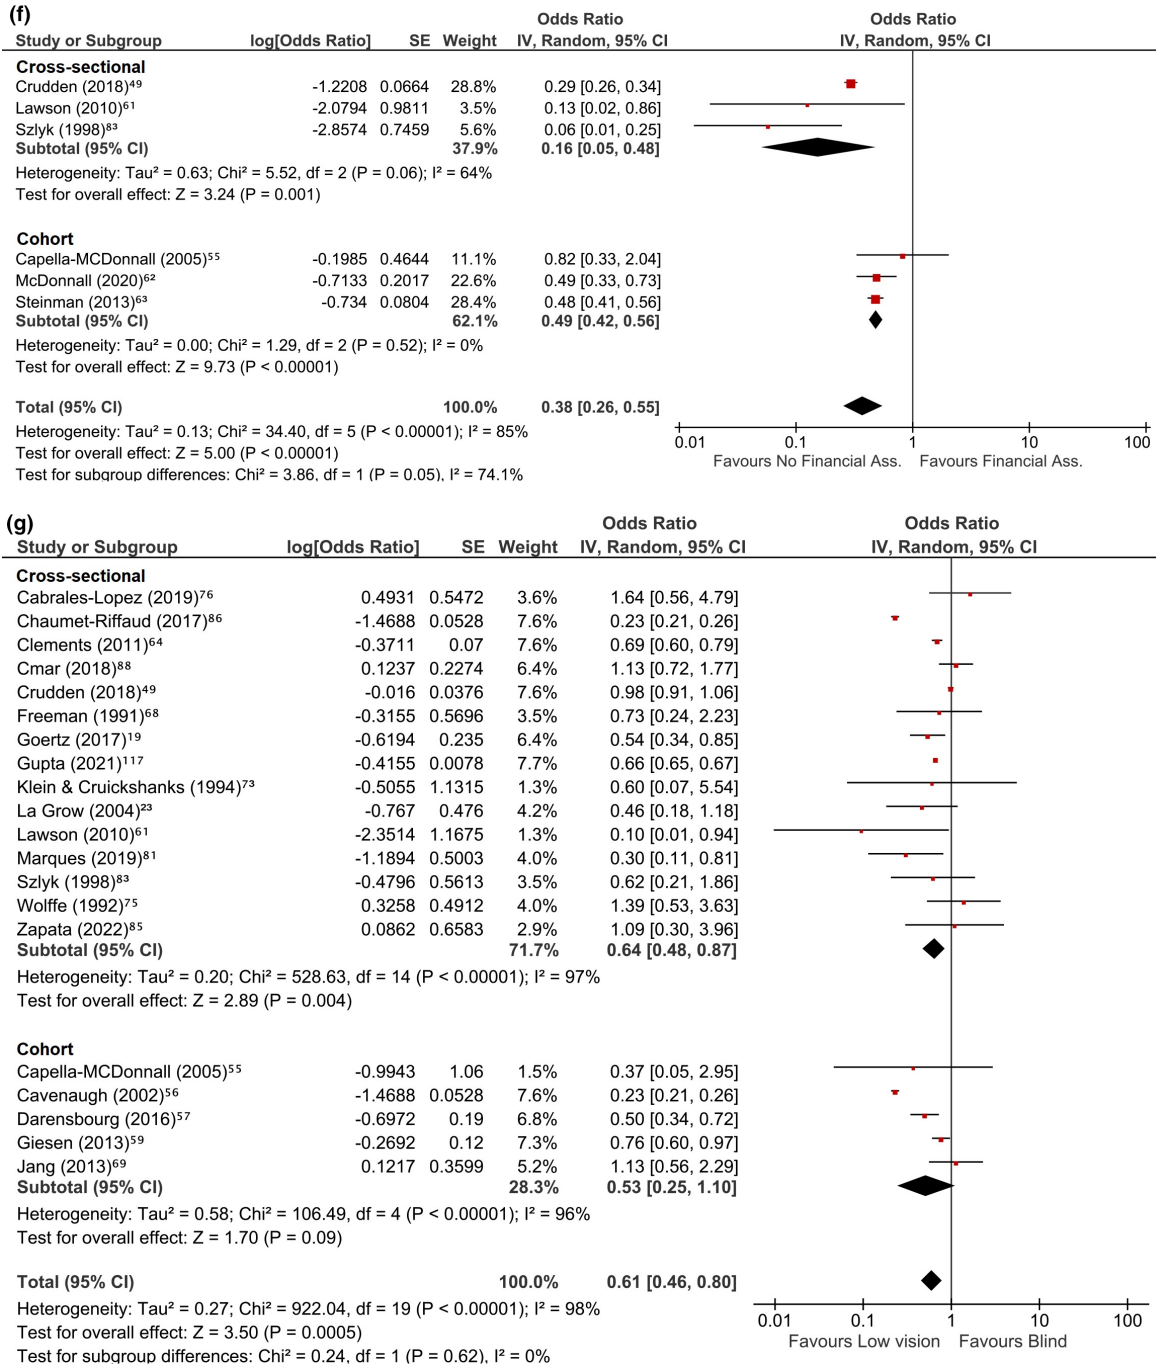 (f)
Odds Ratio Odds Ratio
Study or Subgroup log[Odds Ratio] SE Weight IV, Random, 95% CI IV, Random, 95% CI
Cross-sectional
Crudden (2018)⁴⁹ -1.2208 0.0664 28.8% 0.29 [0.26, 0.34]
Lawson (2010)⁶¹ -2.0794 0.9811 3.5% 0.13 [0.02, 0.86]
Szlyk (1998)⁸³ -2.8574 0.7459 5.6% 0.06 [0.01, 0.25]
Subtotal (95% CI) 37.9% 0.16 [0.05, 0.48]
Heterogeneity: Tau² = 0.63; Chi² = 5.52, df = 2 (P = 0.06); I² = 64%
Test for overall effect: Z = 3.24 (P = 0.001)
Cohort
Capella-McDonnall (2005)⁵⁵ -0.1985 0.4644 11.1% 0.82 [0.33, 2.04]
McDonnall (2020)⁶² -0.7133 0.2017 22.6% 0.49 [0.33, 0.73]
Steinman (2013)⁶³ -0.734 0.0804 28.4% 0.48 [0.41, 0.56]
Subtotal (95% CI) 62.1% 0.49 [0.42, 0.56]
Heterogeneity: Tau² = 0.00; Chi² = 1.29, df = 2 (P = 0.52); I² = 0%
Test for overall effect: Z = 9.73 (P < 0.00001)
Total (95% CI) 100.0% 0.38 [0.26, 0.55]
Heterogeneity: Tau² = 0.13; Chi² = 34.40, df = 5 (P < 0.00001); I² = 85%
Test for overall effect: Z = 5.00 (P < 0.00001)
Test for subgroup differences: Chi² = 3.86, df = 1 (P = 0.05), I² = 74.1%
0.01 0.1 1 10 100
Favours No Financial Ass. Favours Financial Ass.
(g)
Odds Ratio Odds Ratio
Study or Subgroup log[Odds Ratio] SE Weight IV, Random, 95% CI IV, Random, 95% CI
Cross-sectional
Cabrales-Lopez (2019)⁷⁶ 0.4931 0.5472 3.6% 1.64 [0.56, 4.79]
Chaumet-Riffaud (2017)⁸⁶ -1.4688 0.0528 7.6% 0.23 [0.21, 0.26]
Clements (2011)⁶⁴ -0.3711 0.07 7.6% 0.69 [0.60, 0.79]
Cmar (2018)⁸⁸ 0.1237 0.2274 6.4% 1.13 [0.72, 1.77]
Crudden (2018)⁴⁹ -0.016 0.0376 7.6% 0.98 [0.91, 1.06]
Freeman (1991)⁶⁸ -0.3155 0.5696 3.5% 0.73 [0.24, 2.23]
Goertz (2017)¹⁹ -0.6194 0.235 6.4% 0.54 [0.34, 0.85]
Gupta (2021)¹¹⁷ -0.4155 0.0078 7.7% 0.66 [0.65, 0.67]
Klein & Cruickshanks (1994)⁷³ -0.5055 1.1315 1.3% 0.60 [0.07, 5.54]
La Grow (2004)²³ -0.767 0.476 4.2% 0.46 [0.18, 1.18]
Lawson (2010)⁶¹ -2.3514 1.1675 1.3% 0.10 [0.01, 0.94]
Marques (2019)⁸¹ -1.1894 0.5003 4.0% 0.30 [0.11, 0.81]
Szlyk (1998)⁸³ -0.4796 0.5613 3.5% 0.62 [0.21, 1.86]
Wolffe (1992)⁷⁵ 0.3258 0.4912 4.0% 1.39 [0.53, 3.63]
Zapata (2022)⁸⁵ 0.0862 0.6583 2.9% 1.09 [0.30, 3.96]
Subtotal (95% CI) 71.7% 0.64 [0.48, 0.87]
Heterogeneity: Tau² = 0.20; Chi² = 528.63, df = 14 (P < 0.00001); I² = 97%
Test for overall effect: Z = 2.89 (P = 0.004)
Cohort
Capella-McDonnall (2005)⁵⁵ -0.9943 1.06 1.5% 0.37 [0.05, 2.95]
Cavenaugh (2002)⁵⁶ -1.4688 0.0528 7.6% 0.23 [0.21, 0.26]
Darensbourg (2016)⁵⁷ -0.6972 0.19 6.8% 0.50 [0.34, 0.72]
Giesen (2013)⁵⁹ -0.2692 0.12 7.3% 0.76 [0.60, 0.97]
Jang (2013)⁶⁹ 0.1217 0.3599 5.2% 1.13 [0.56, 2.29]
Subtotal (95% CI) 28.3% 0.53 [0.25, 1.10]
Heterogeneity: Tau² = 0.58; Chi² = 106.49, df = 4 (P < 0.00001); I² = 96%
Test for overall effect: Z = 1.70 (P = 0.09)
Total (95% CI) 100.0% 0.61 [0.46, 0.80]
Heterogeneity: Tau² = 0.27; Chi² = 922.04, df = 19 (P < 0.00001); I² = 98%
Test for overall effect: Z = 3.50 (P = 0.0005)
Test for subgroup differences: Chi² = 0.24, df = 1 (P = 0.62), I² = 0%
0.01 0.1 1 10 100
Favours Low vision Favours Blind